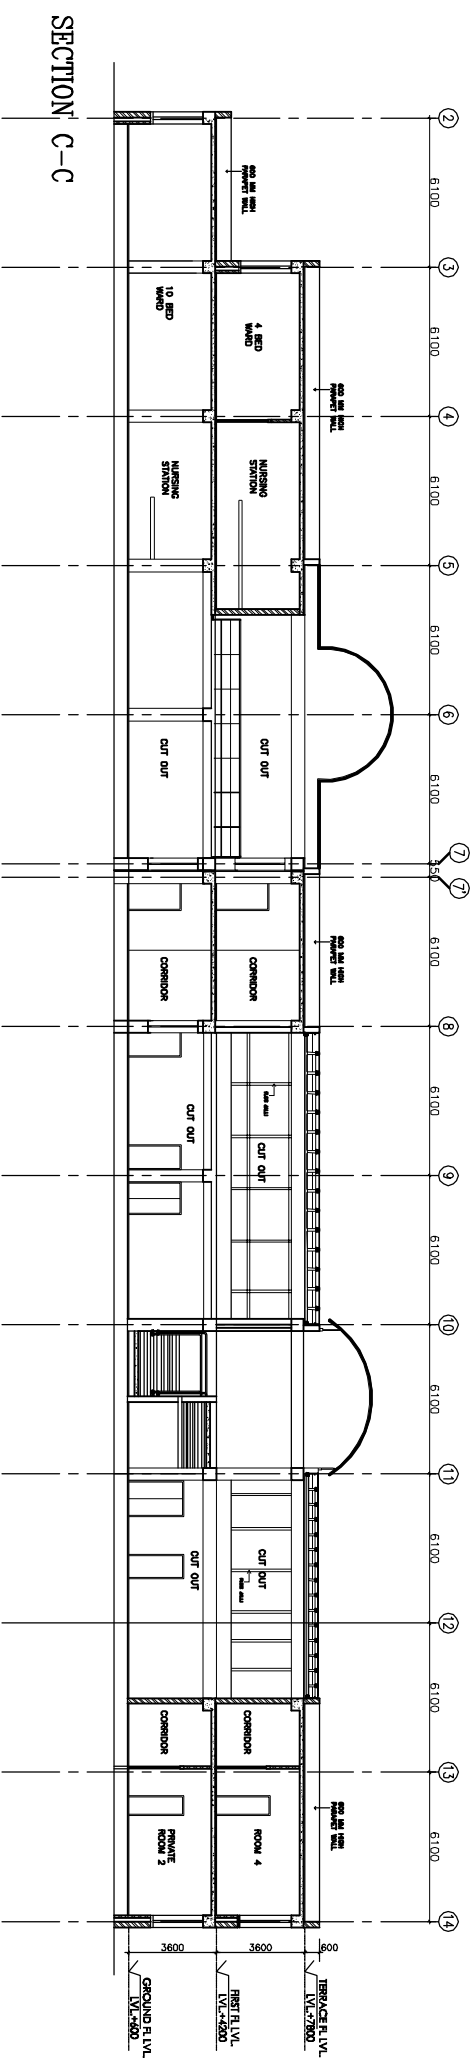 2
3
4
5
6
7
7'
8
9
10
11
12
13
14
6100
6100
6100
6100
6100
550
6100
6100
6100
6100
6100
6100
6100
600 MM HIGH
PARAPET WALL
600 MM HIGH
PARAPET WALL
600 MM HIGH
PARAPET WALL
600 MM HIGH
PARAPET WALL
600
TERRACE FL LVL.
LVL.+7800
4 BED
WARD
NURSING
STATION
CUT OUT
CORRIDOR
CUT OUT
CUT OUT
CORRIDOR
ROOM 4
3600
FIRST FL LVL.
LVL.+4200
10 BED
WARD
NURSING
STATION
CUT OUT
CORRIDOR
CUT OUT
CUT OUT
CORRIDOR
PRIVATE
ROOM 2
3600
GROUND FL LVL.
LVL.+600
SECTION C-C